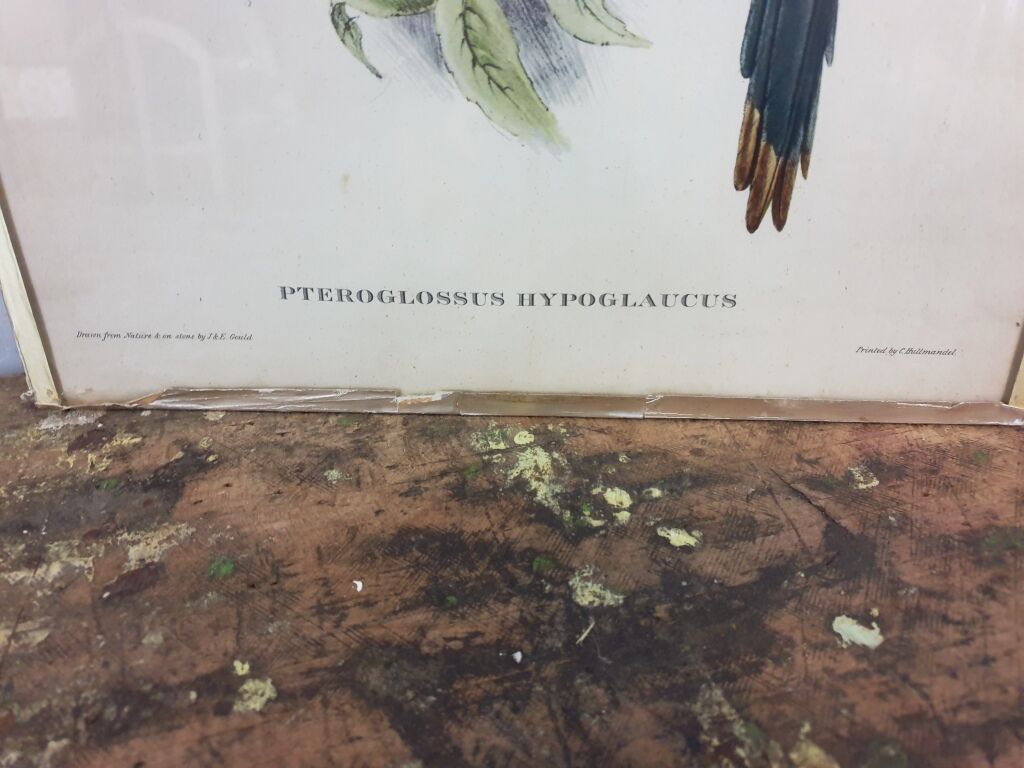 PTEROGLOSSUS HYPOGLAUCUS
Drawn from Nature & on stone by J & E. Gould
Printed by C. Hullmandel.